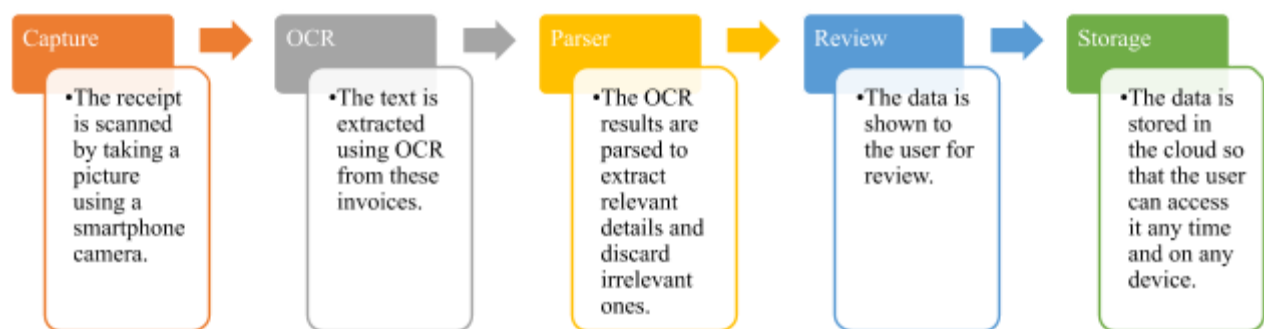 Capture
•The receipt
is scanned
by taking a
picture
using a
smartphone
camera.
OCR
•The text is
extracted
using OCR
from these
invoices.
Parser
•The OCR
results are
parsed to
extract
relevant
details and
discard
irrelevant
ones.
Review
•The data is
shown to
the user for
review.
Storage
•The data is
stored in
the cloud so
that the user
can access
it any time
and on any
device.